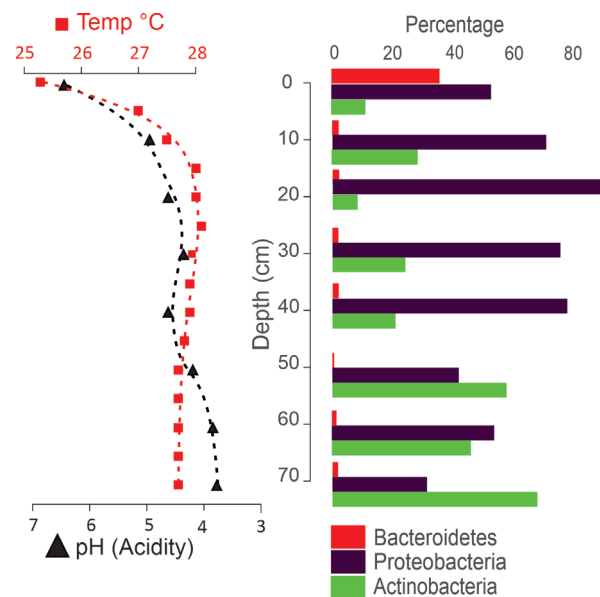 Temp °C
25 26 27 28
7 6 5 4 3
pH (Acidity)
Percentage
0 20 40 60 80
Depth (cm)
0
10
20
30
40
50
60
70
Bacteroidetes
Proteobacteria
Actinobacteria